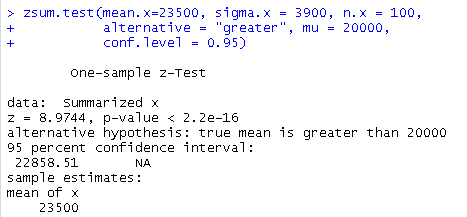 > zsum.test(mean.x=23500, sigma.x = 3900, n.x = 100,
+ alternative = "greater", mu = 20000,
+ conf.level = 0.95)
One-sample z-Test
data: Summarized x
z = 8.9744, p-value < 2.2e-16
alternative hypothesis: true mean is greater than 20000
95 percent confidence interval:
22858.51 NA
sample estimates:
mean of x
23500